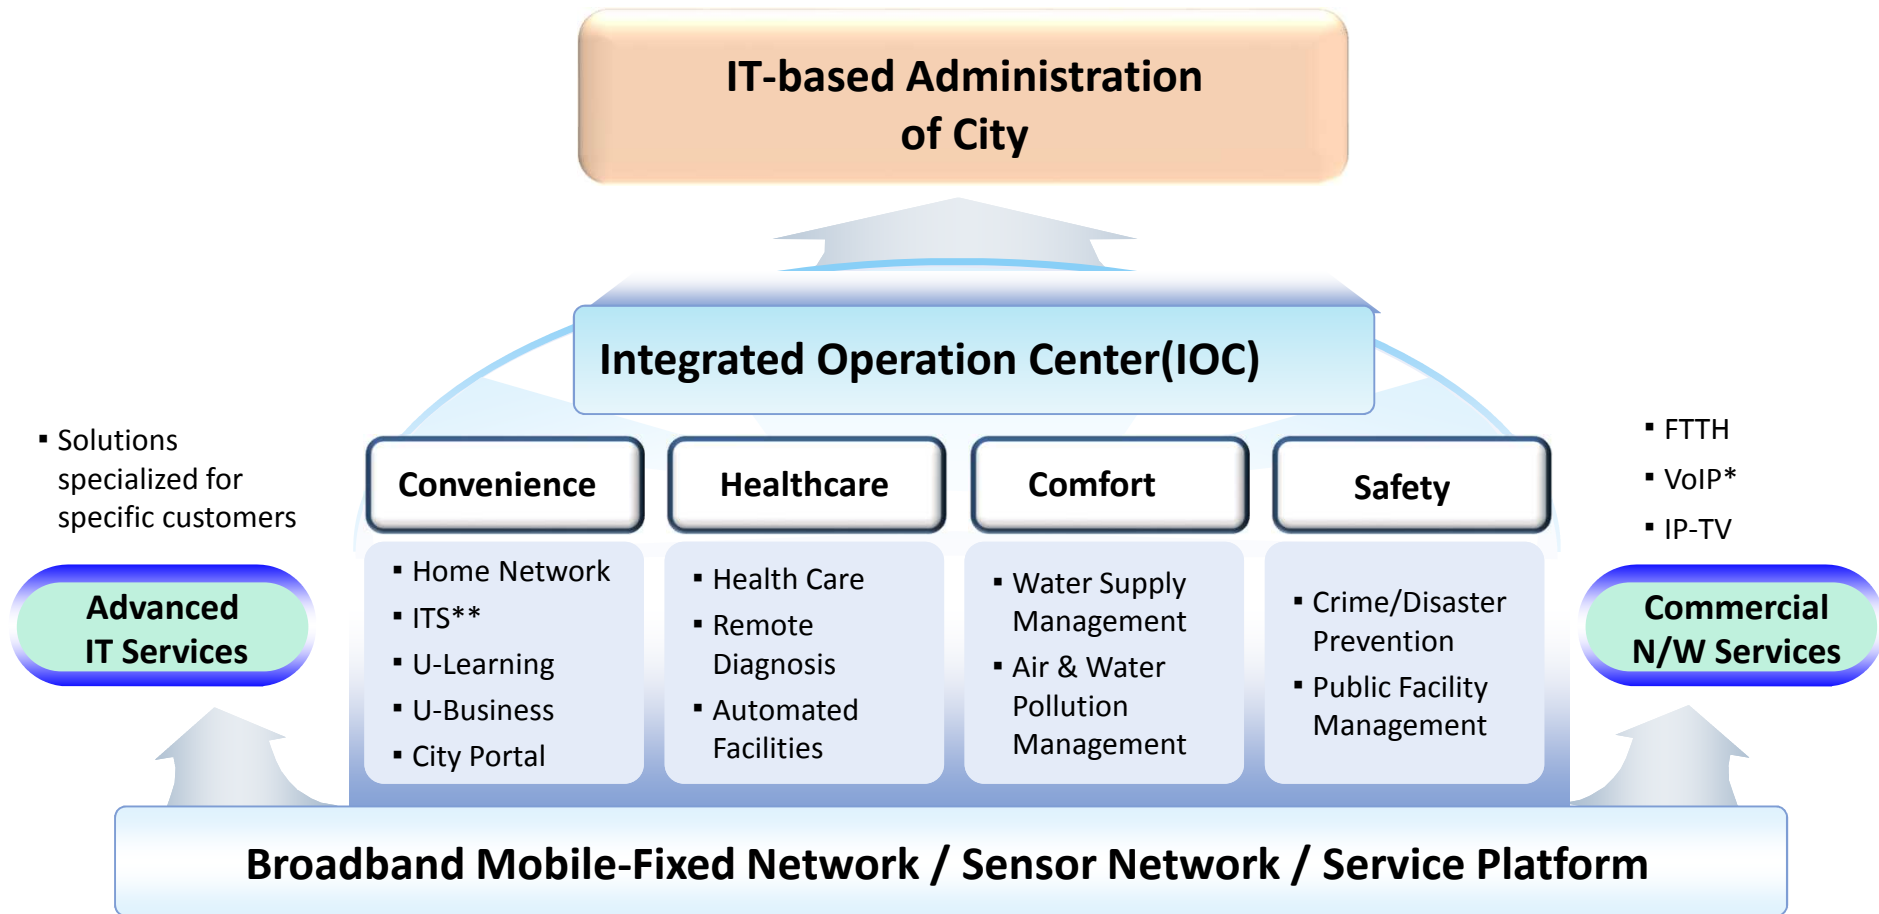 IT-based Administration
of City
Integrated Operation Center(IOC)
▪ Solutions
specialized for
specific customers
Advanced
IT Services
Convenience
▪ Home Network
▪ ITS**
▪ U-Learning
▪ U-Business
▪ City Portal
Healthcare
▪ Health Care
▪ Remote
Diagnosis
▪ Automated
Facilities
Comfort
▪ Water Supply
Management
▪ Air & Water
Pollution
Management
Safety
▪ Crime/Disaster
Prevention
▪ Public Facility
Management
▪ FTTH
▪ VoIP*
▪ IP-TV
Commercial
N/W Services
Broadband Mobile-Fixed Network / Sensor Network / Service Platform